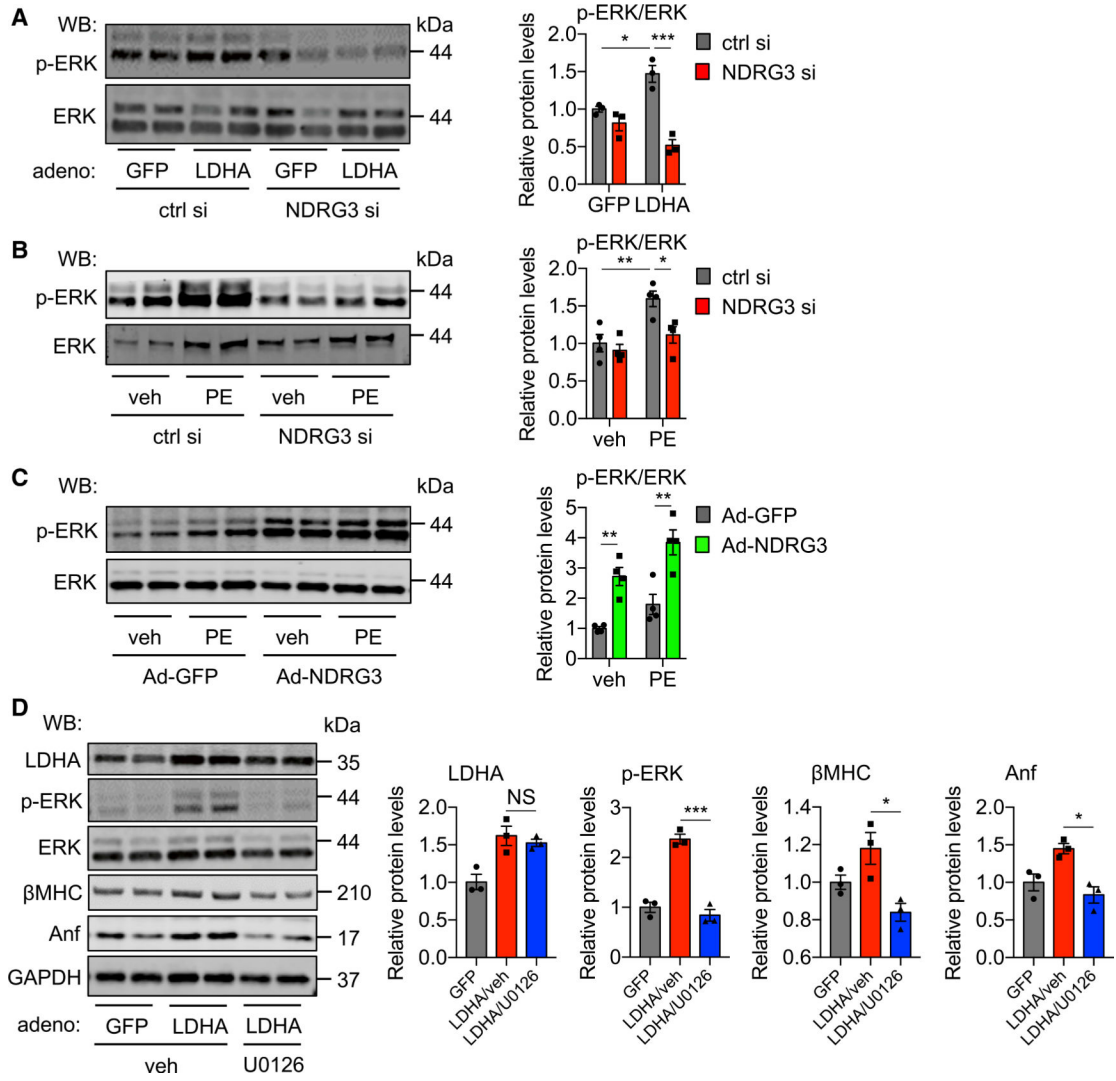 A
WB:
kDa
p-ERK
44
ERK
44
adeno:
GFP
LDHA
GFP
LDHA
ctrl si
NDRG3 si
p-ERK/ERK
Relative protein levels
2.0
1.5
1.0
0.5
0.0
*
***
GFP
LDHA
ctrl si
NDRG3 si
B
WB:
kDa
p-ERK
44
ERK
44
veh
PE
veh
PE
ctrl si
NDRG3 si
p-ERK/ERK
Relative protein levels
2.0
1.5
1.0
0.5
0.0
**
*
veh
PE
ctrl si
NDRG3 si
C
WB:
kDa
p-ERK
44
ERK
44
veh
PE
veh
PE
Ad-GFP
Ad-NDRG3
p-ERK/ERK
Relative protein levels
5
4
3
2
1
0
**
**
veh
PE
Ad-GFP
Ad-NDRG3
D
WB:
kDa
LDHA
35
p-ERK
44
ERK
44
βMHC
210
Anf
17
GAPDH
37
adeno:
GFP
LDHA
LDHA
veh
U0126
LDHA
Relative protein levels
2.0
1.5
1.0
0.5
0.0
NS
GFP
LDHA/veh
LDHA/U0126
p-ERK
Relative protein levels
3
2
1
0
***
GFP
LDHA/veh
LDHA/U0126
βMHC
Relative protein levels
1.4
1.2
1.0
0.8
0.6
*
GFP
LDHA/veh
LDHA/U0126
Anf
Relative protein levels
2.0
1.5
1.0
0.5
0.0
*
GFP
LDHA/veh
LDHA/U0126